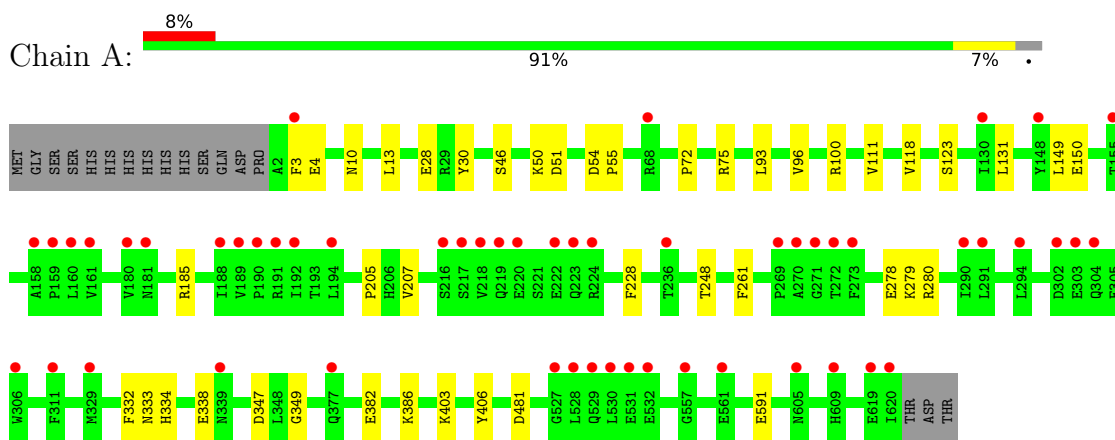 8%
Chain A:
91% 7% •
MET GLY SER SER HIS HIS HIS HIS HIS HIS SER GLN ASP PRO A2 F3 E4 N10 L13 E28 R29 Y30 S46 K50 D51 D54 P55 R68 P72 R75 L93 V96 R100 V111 V118 S123 I130 L131 Y148 L149 E150 T155
A158 P159 L160 V161 V180 N181 R185 I188 V189 P190 R191 I192 T193 L194 P205 H206 V207 S216 S217 V218 Q219 E220 S221 E222 Q223 R224 F228 T236 T248 F261 P269 A270 G271 T272 F273 E278 K279 R280 I290 L291 L294 D302 E303 Q304 E305
W306 F311 M329 F332 N333 H334 E338 N339 D347 L348 G349 Q377 E382 K386 K403 Y406 D481 G527 L528 Q529 L530 E531 E532 G557 E561 E591 N605 H609 E619 I620 THR ASP THR